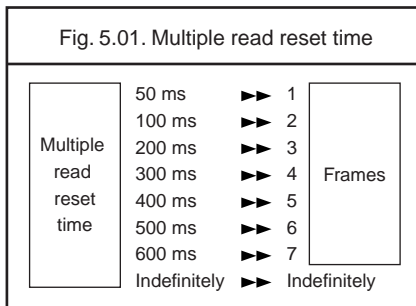 Fig. 5.01. Multiple read reset time
Multiple
read
reset
time
50 ms ►► 1
100 ms ►► 2
200 ms ►► 3
300 ms ►► 4
400 ms ►► 5
500 ms ►► 6
600 ms ►► 7
Indefinitely ►► Indefinitely
Frames